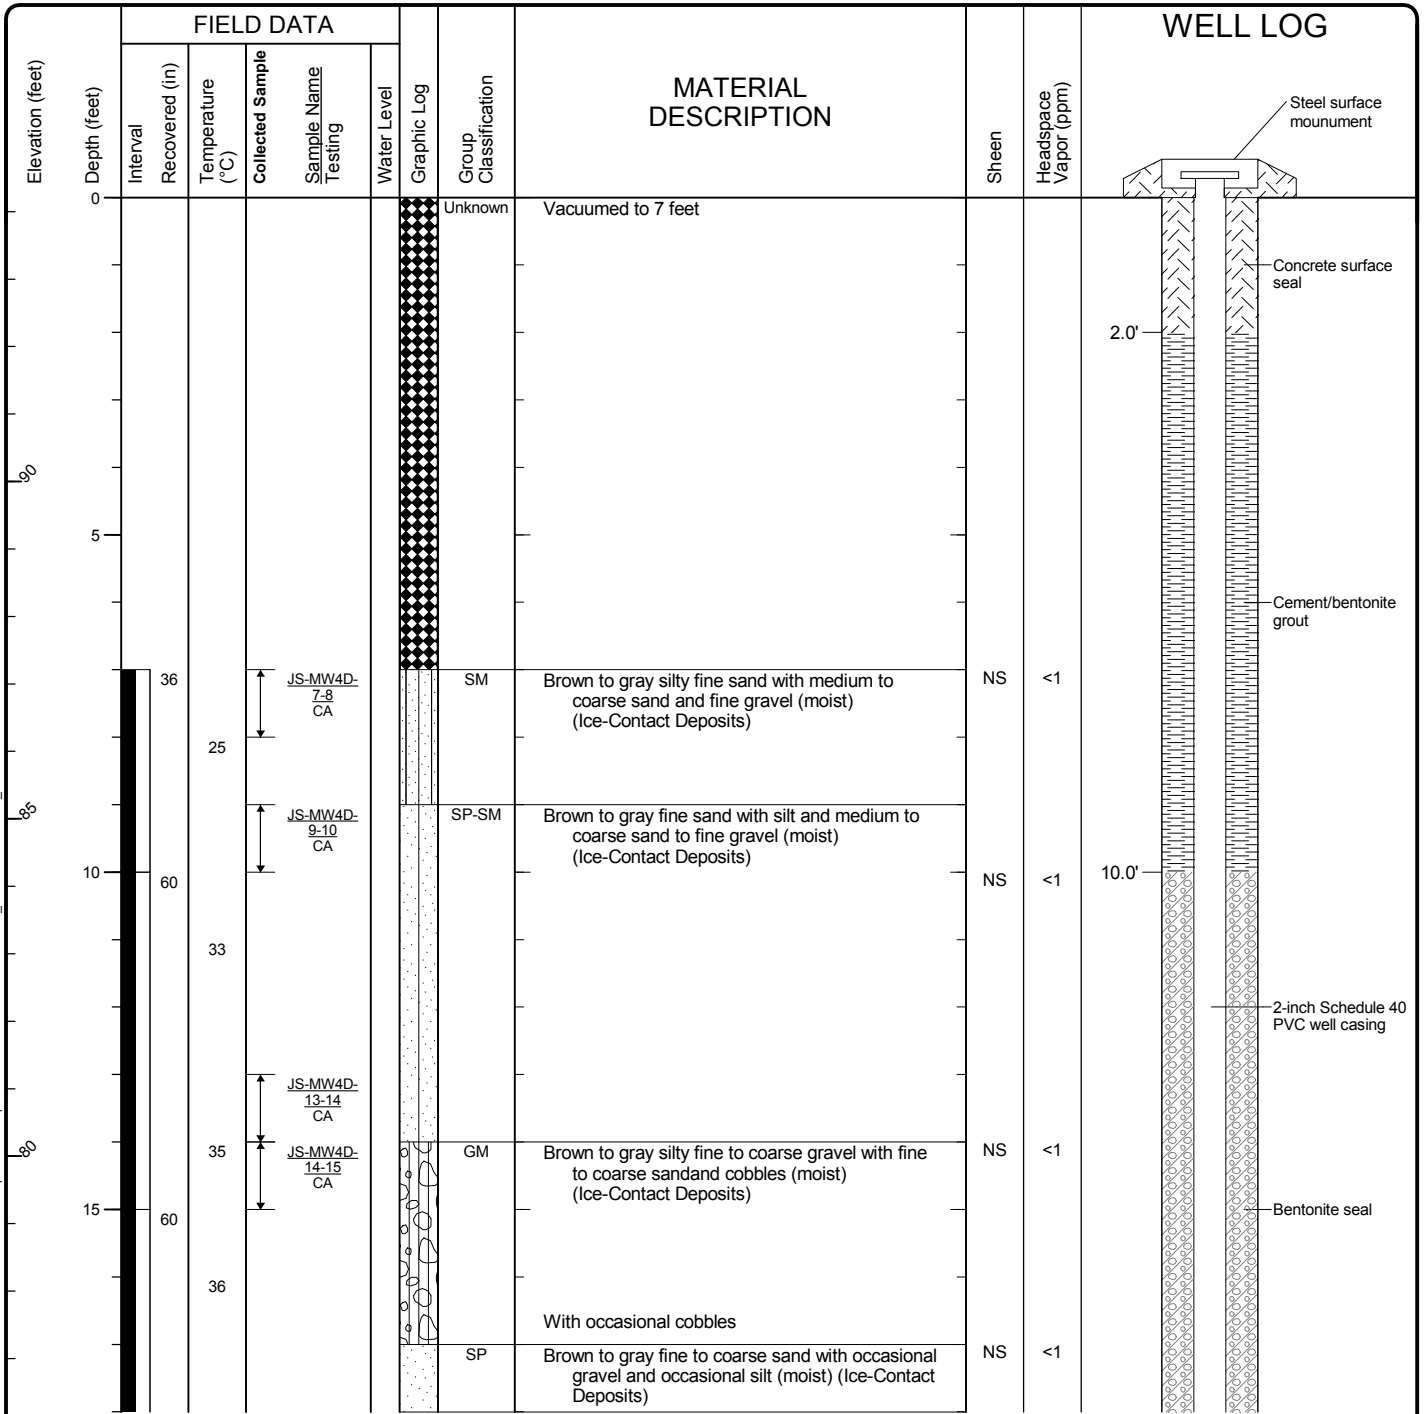 FIELD DATA
WELL LOG
Elevation (feet)
Depth (feet)
Interval
Recovered (in)
Temperature
(°C)
Collected Sample
Sample Name
Testing
Water Level
Graphic Log
Group
Classification
MATERIAL
DESCRIPTION
Sheen
Headspace
Vapor (ppm)
Steel surface
mounument
0
Unknown
Vacuumed to 7 feet
Concrete surface
seal
2.0'
90
5
Cement/bentonite
grout
36
JS-MW4D-
7-8
CA
SM
Brown to gray silty fine sand with medium to
coarse sand and fine gravel (moist)
(Ice-Contact Deposits)
NS
<1
25
85
JS-MW4D-
9-10
CA
SP-SM
Brown to gray fine sand with silt and medium to
coarse sand to fine gravel (moist)
(Ice-Contact Deposits)
10
60
NS
<1
10.0'
33
2-inch Schedule 40
PVC well casing
JS-MW4D-
13-14
CA
80
35
JS-MW4D-
14-15
CA
GM
Brown to gray silty fine to coarse gravel with fine
to coarse sandand cobbles (moist)
(Ice-Contact Deposits)
NS
<1
15
60
Bentonite seal
36
With occasional cobbles
SP
Brown to gray fine to coarse sand with occasional
gravel and occasional silt (moist) (Ice-Contact
Deposits)
NS
<1